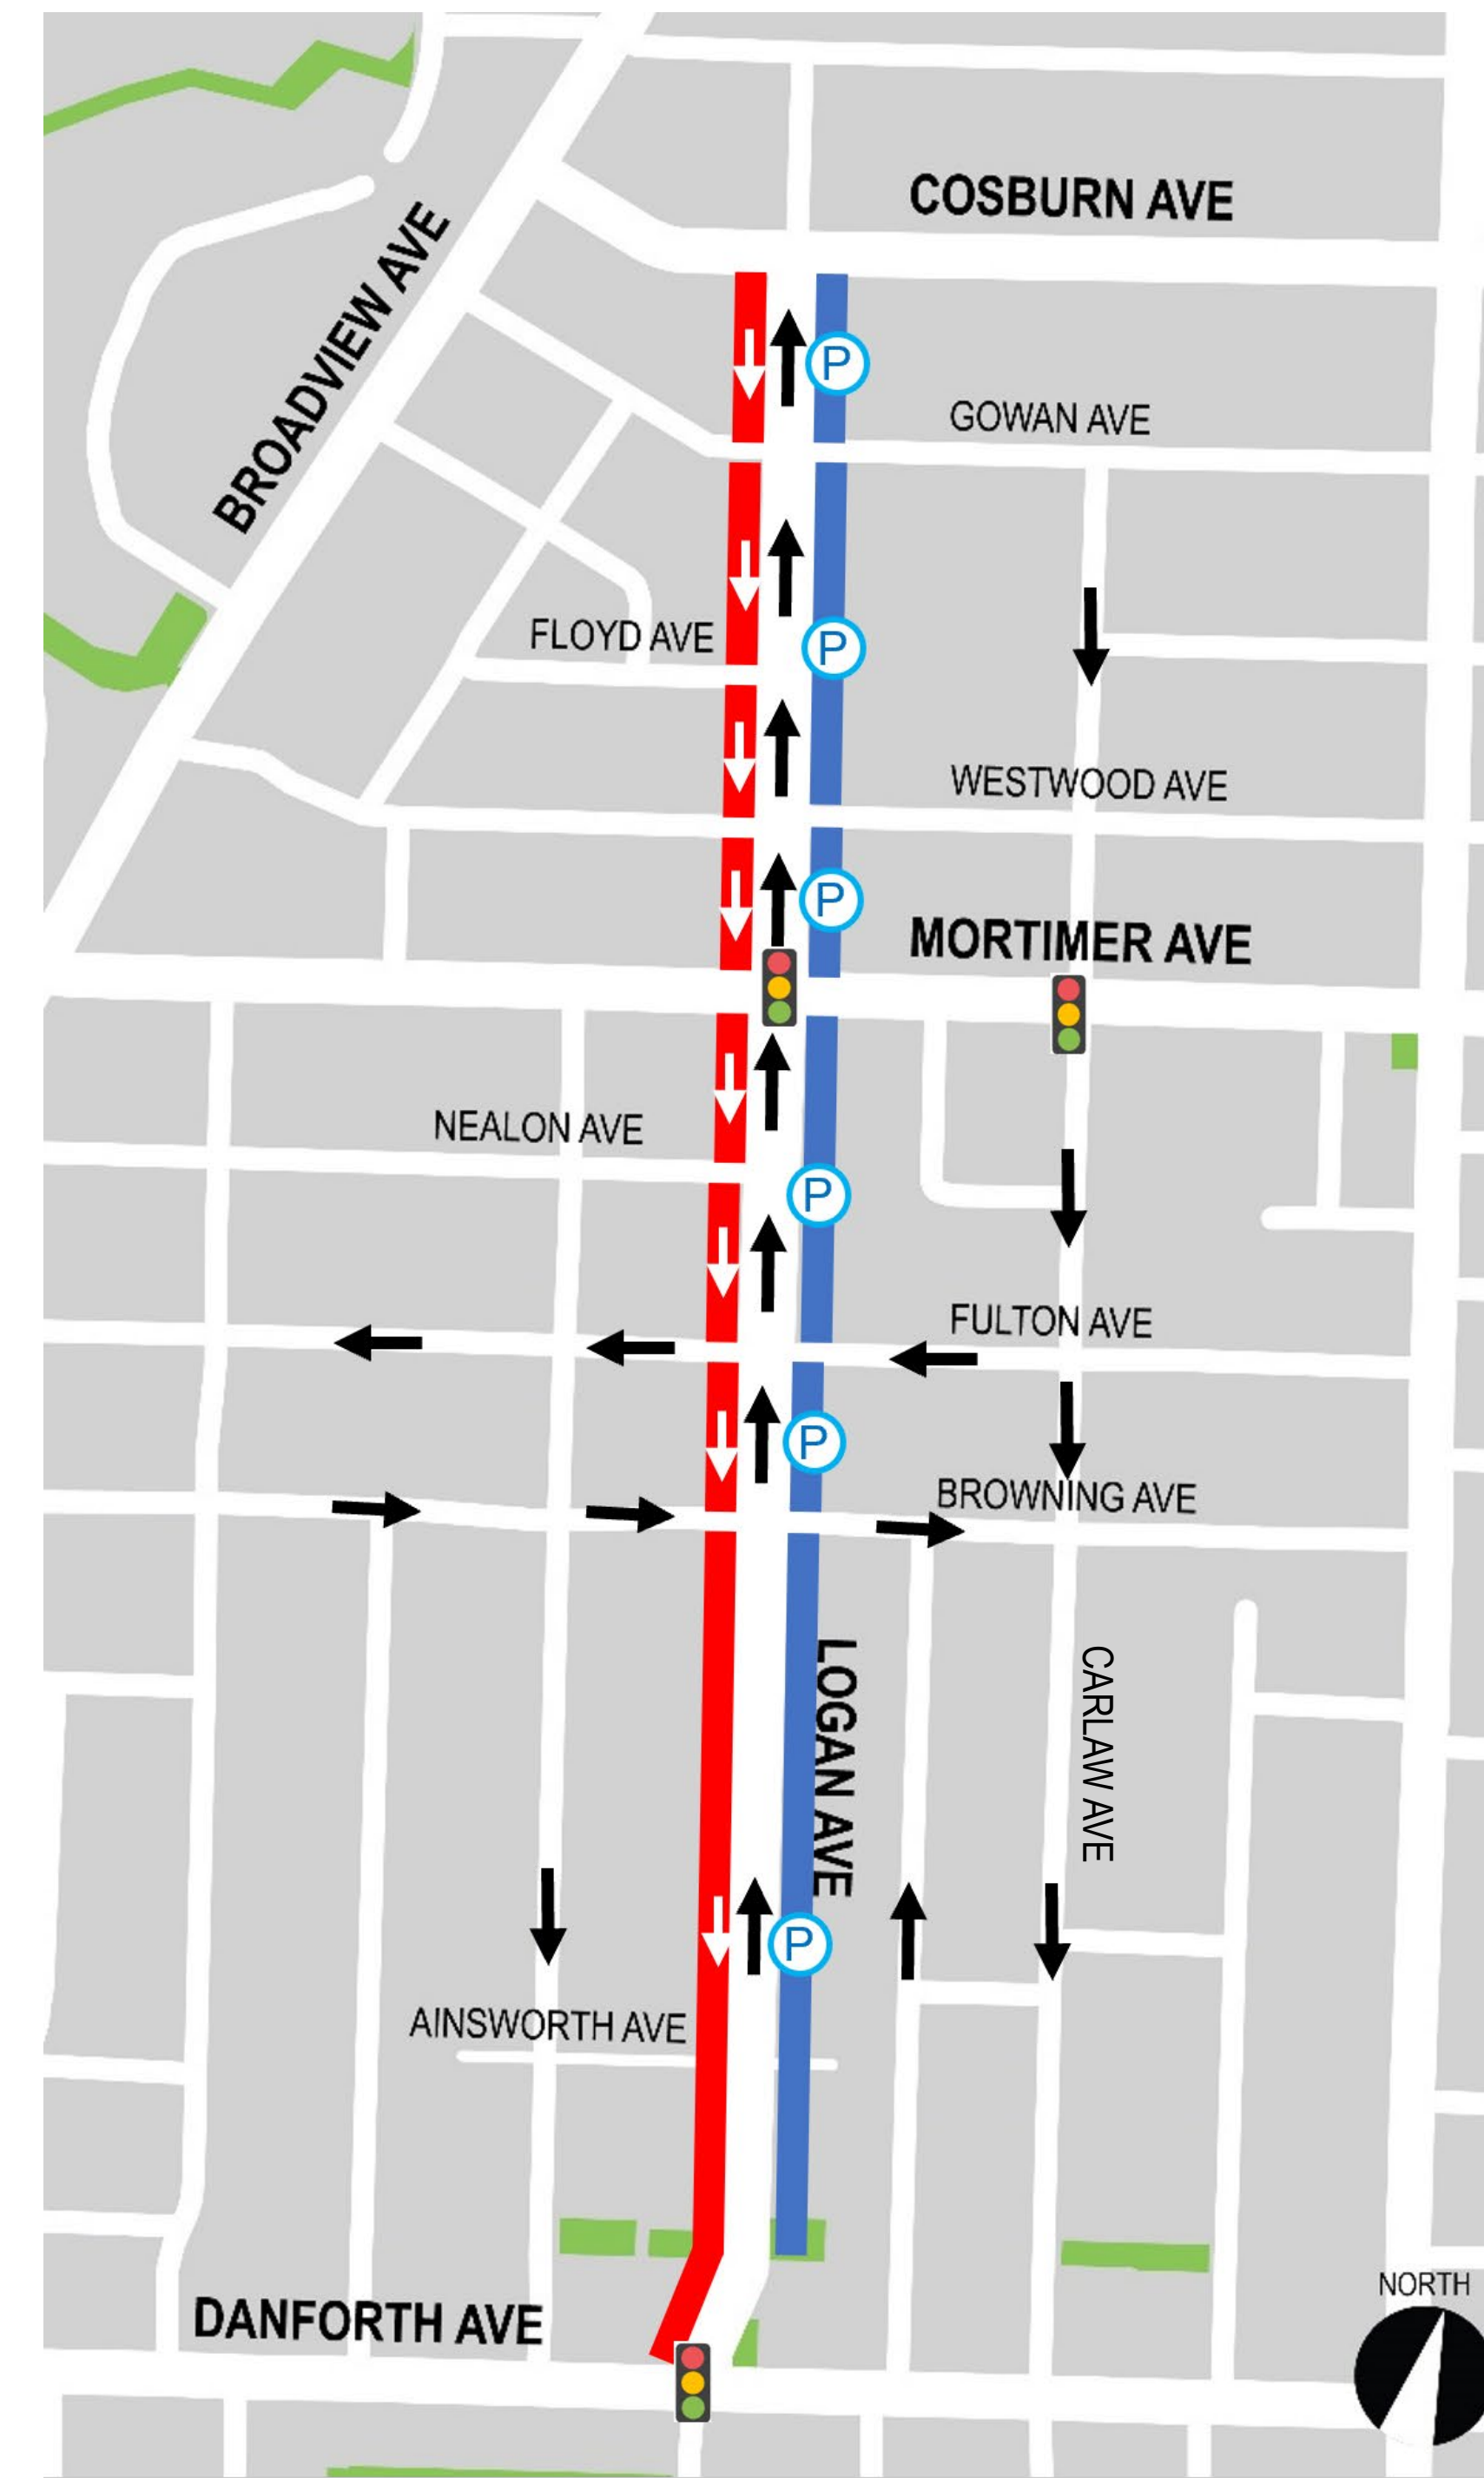 COSBURN AVE
BROADVIEW AVE
P
GOWAN AVE
FLOYD AVE
P
WESTWOOD AVE
P
MORTIMER AVE
NEALON AVE
P
FULTON AVE
P
BROWNING AVE
LOGAN AVE
CARLAW AVE
P
AINSWORTH AVE
NORTH
DANFORTH AVE